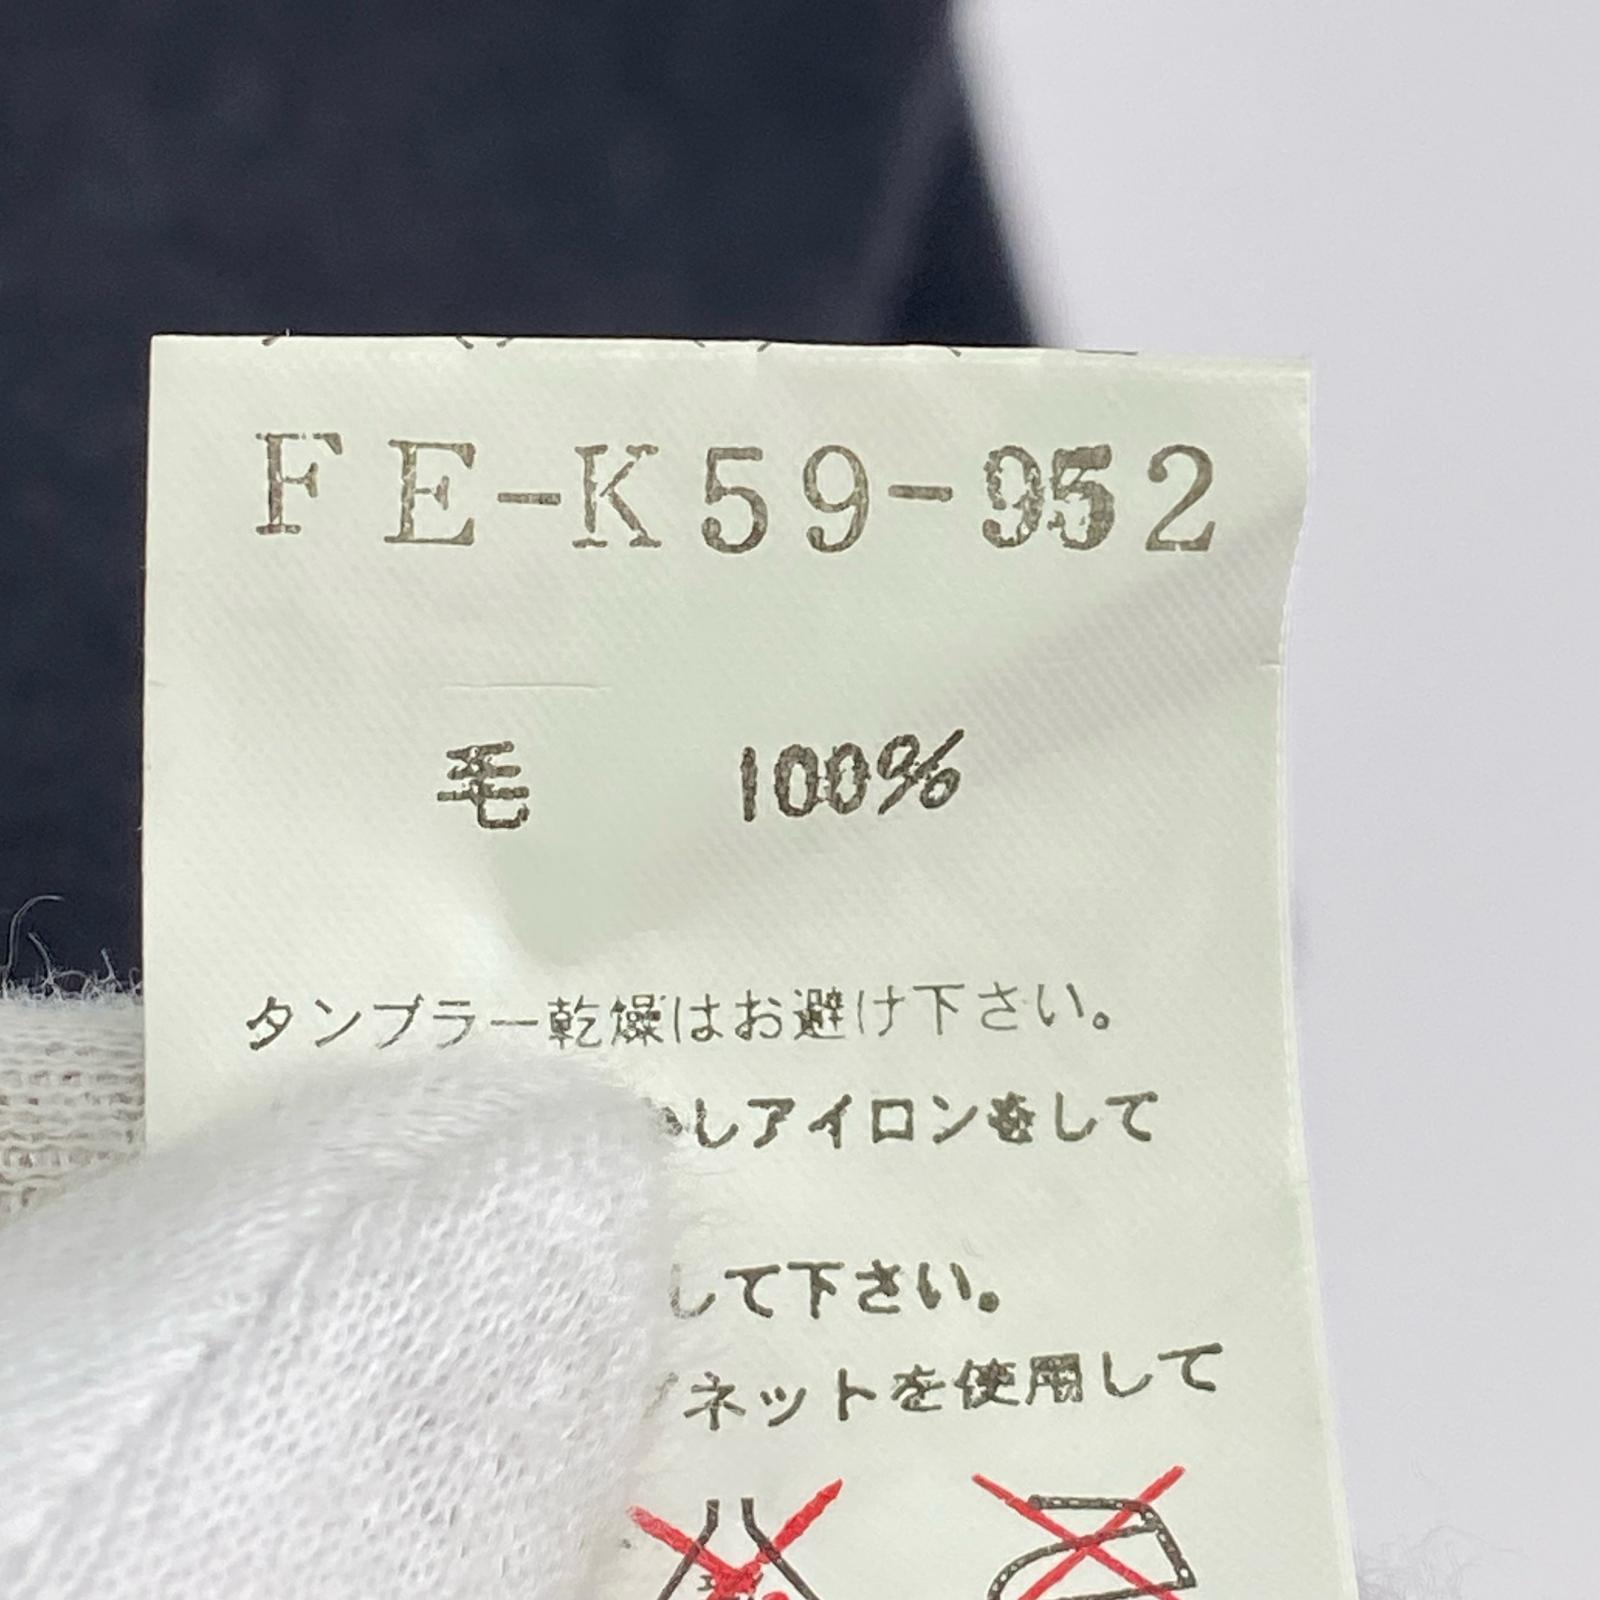 FE-K59-952
毛 100%
タンブラー乾燥はお避け下さい。
しアイロンをして
して下さい。
ネットを使用して